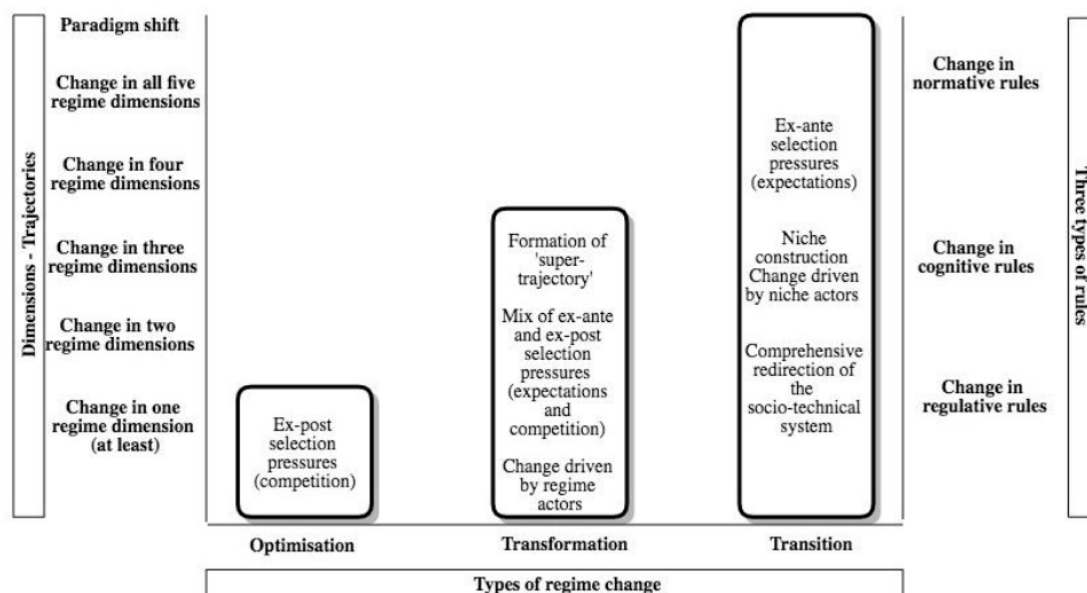 Dimensions - Trajectories
Paradigm shift
Change in all five
regime dimensions
Change in four
regime dimensions
Change in three
regime dimensions
Change in two
regime dimensions
Change in one
regime dimension
(at least)
Ex-post
selection
pressures
(competition)
Formation of
'super-
trajectory'
Mix of ex-ante
and ex-post
selection
pressures
(expectations
and
competition)
Change driven
by regime
actors
Ex-ante
selection
pressures
(expectations)
Niche
construction
Change driven
by niche actors
Comprehensive
redirection of
the
socio-technical
system
Change in
normative rules
Change in
cognitive rules
Change in
regulative rules
Three types of rules
Optimisation
Transformation
Transition
Types of regime change